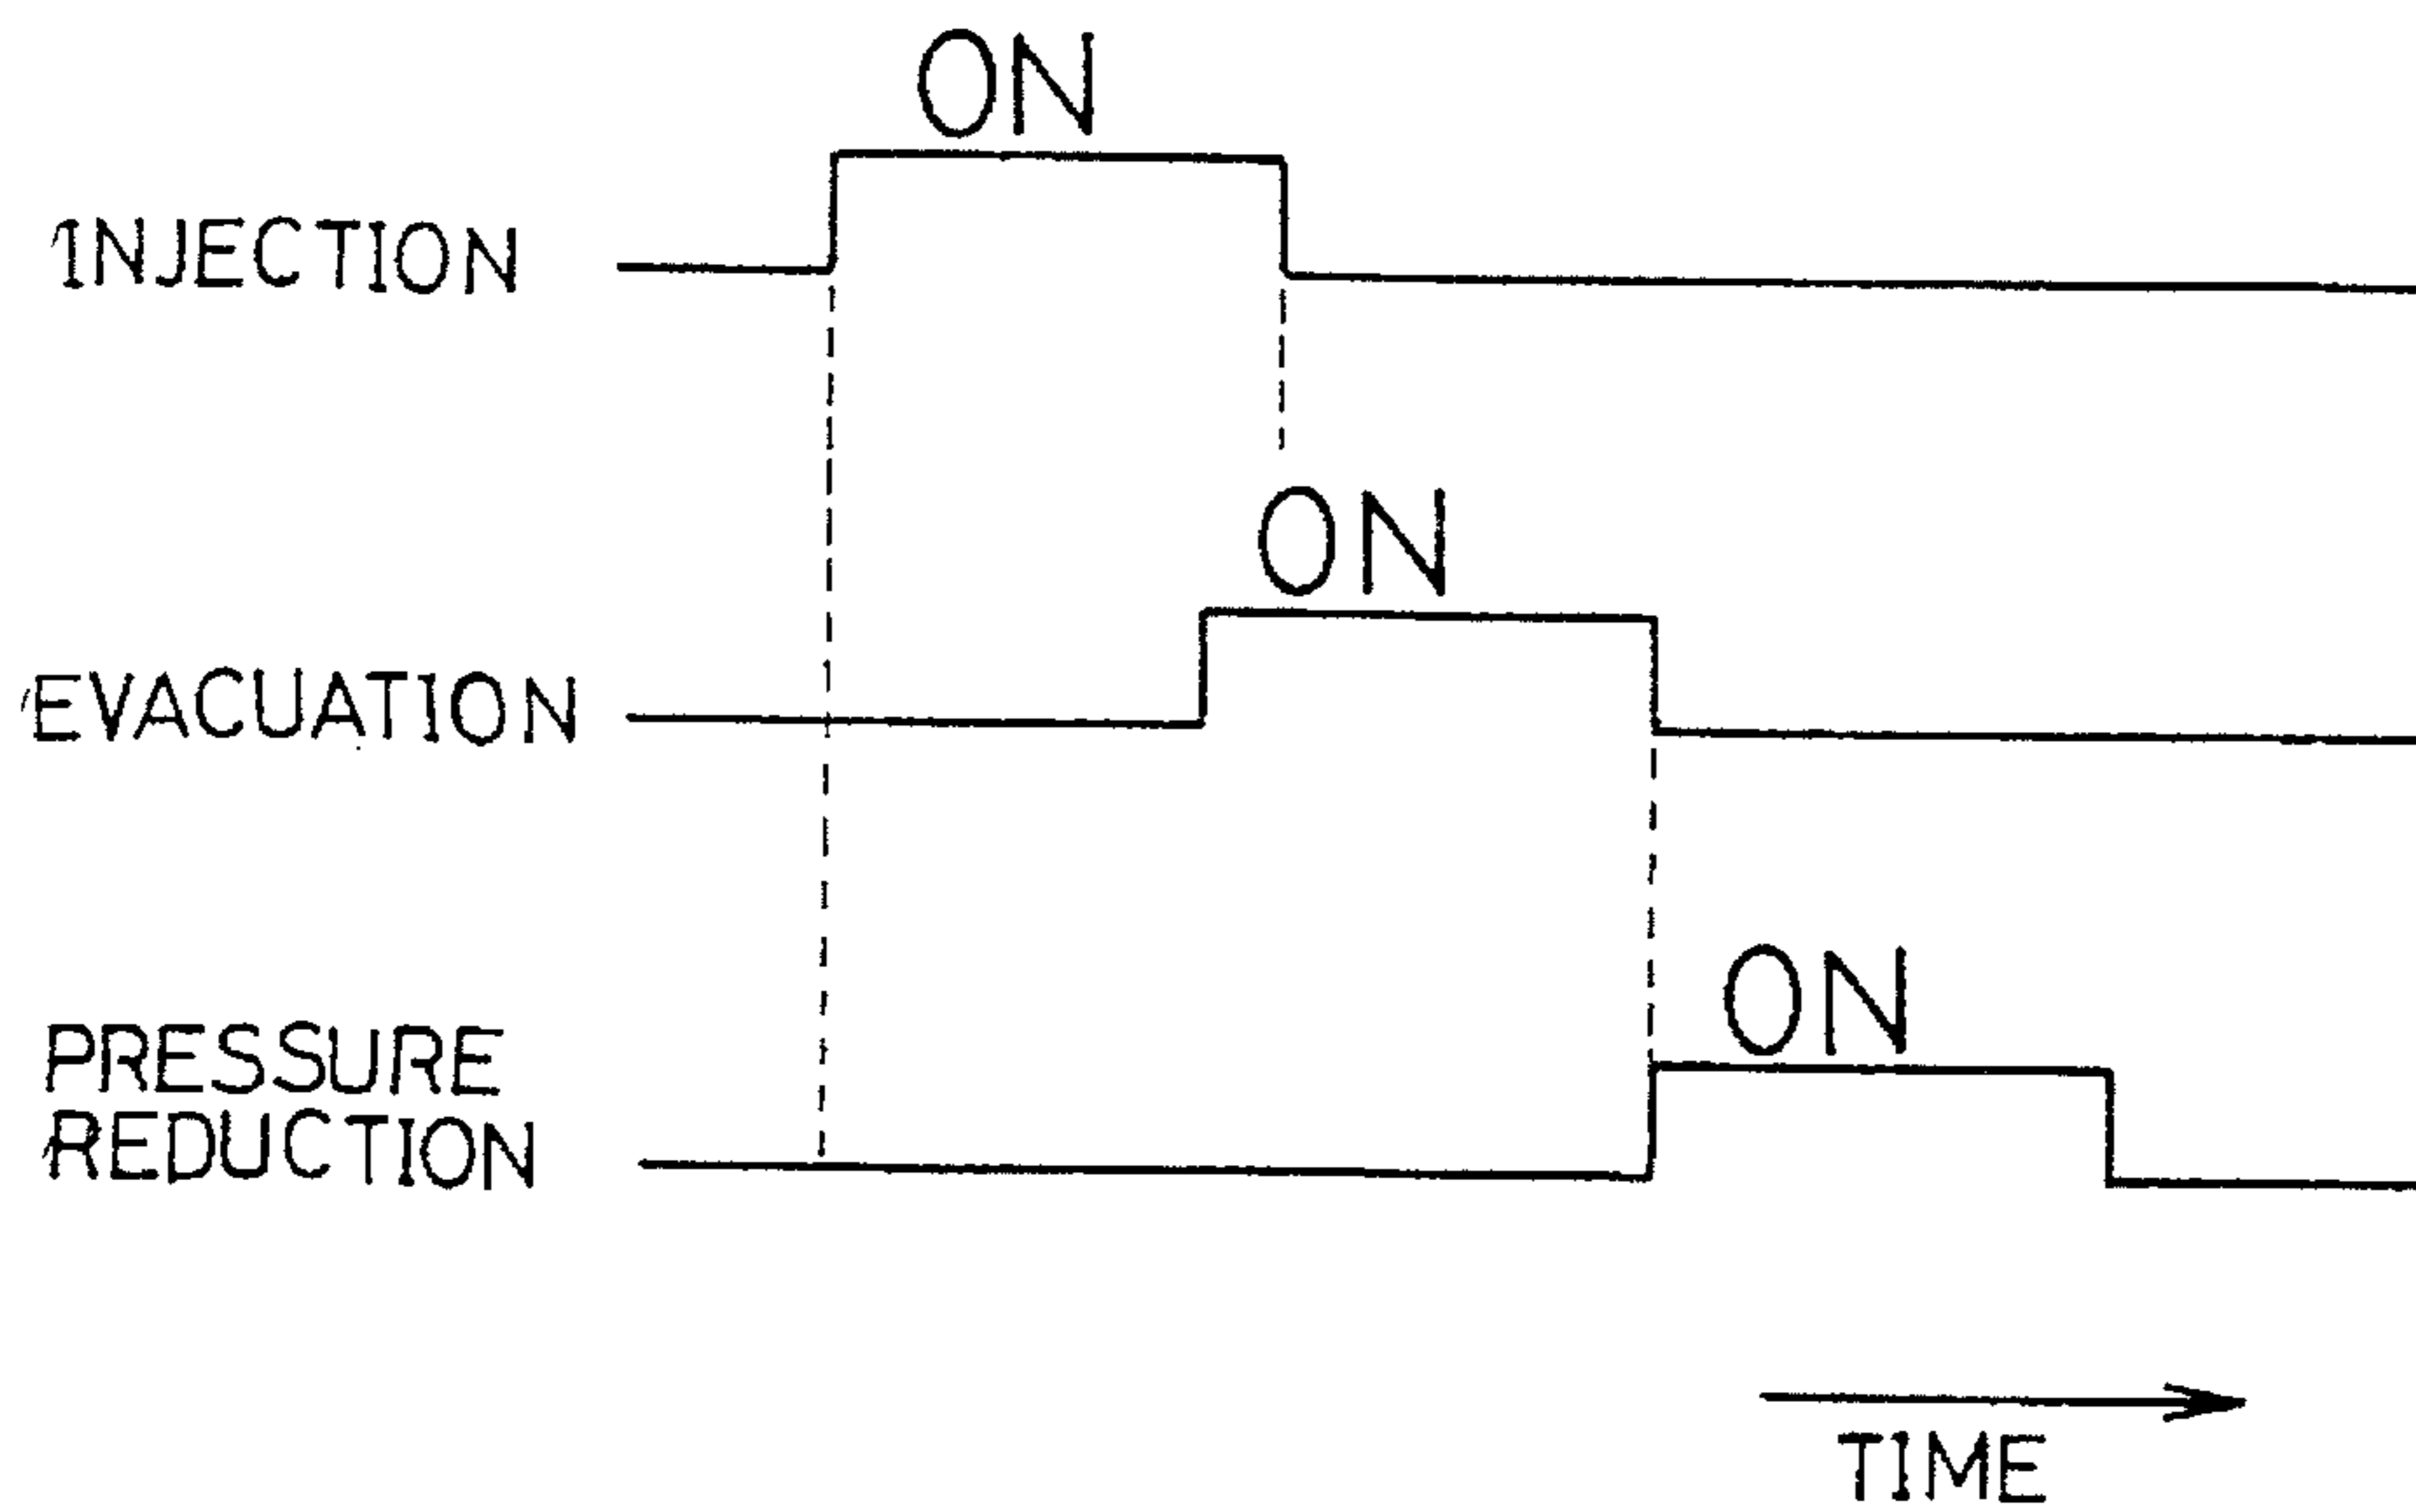 ON
INJECTION
ON
EVACUATION
ON
PRESSURE
REDUCTION
TIME